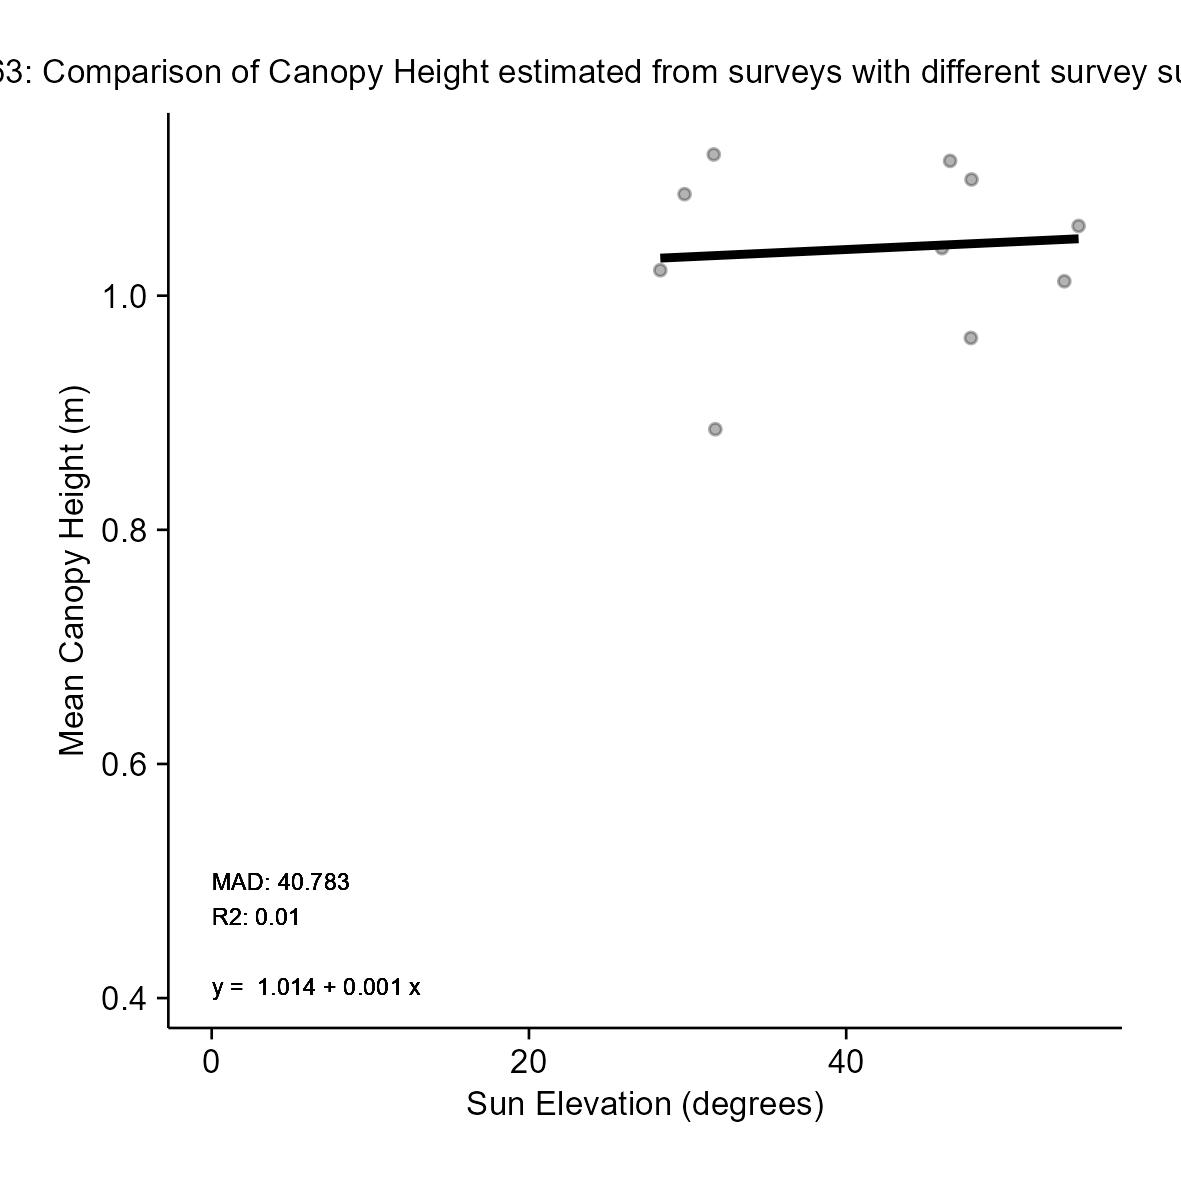 63: Comparison of Canopy Height estimated from surveys with different survey
Mean Canopy Height (m)
1.0
0.8
0.6
0.4
MAD: 40.783
R2: 0.01
y =  1.014 + 0.001 x
0
20
40
Sun Elevation (degrees)